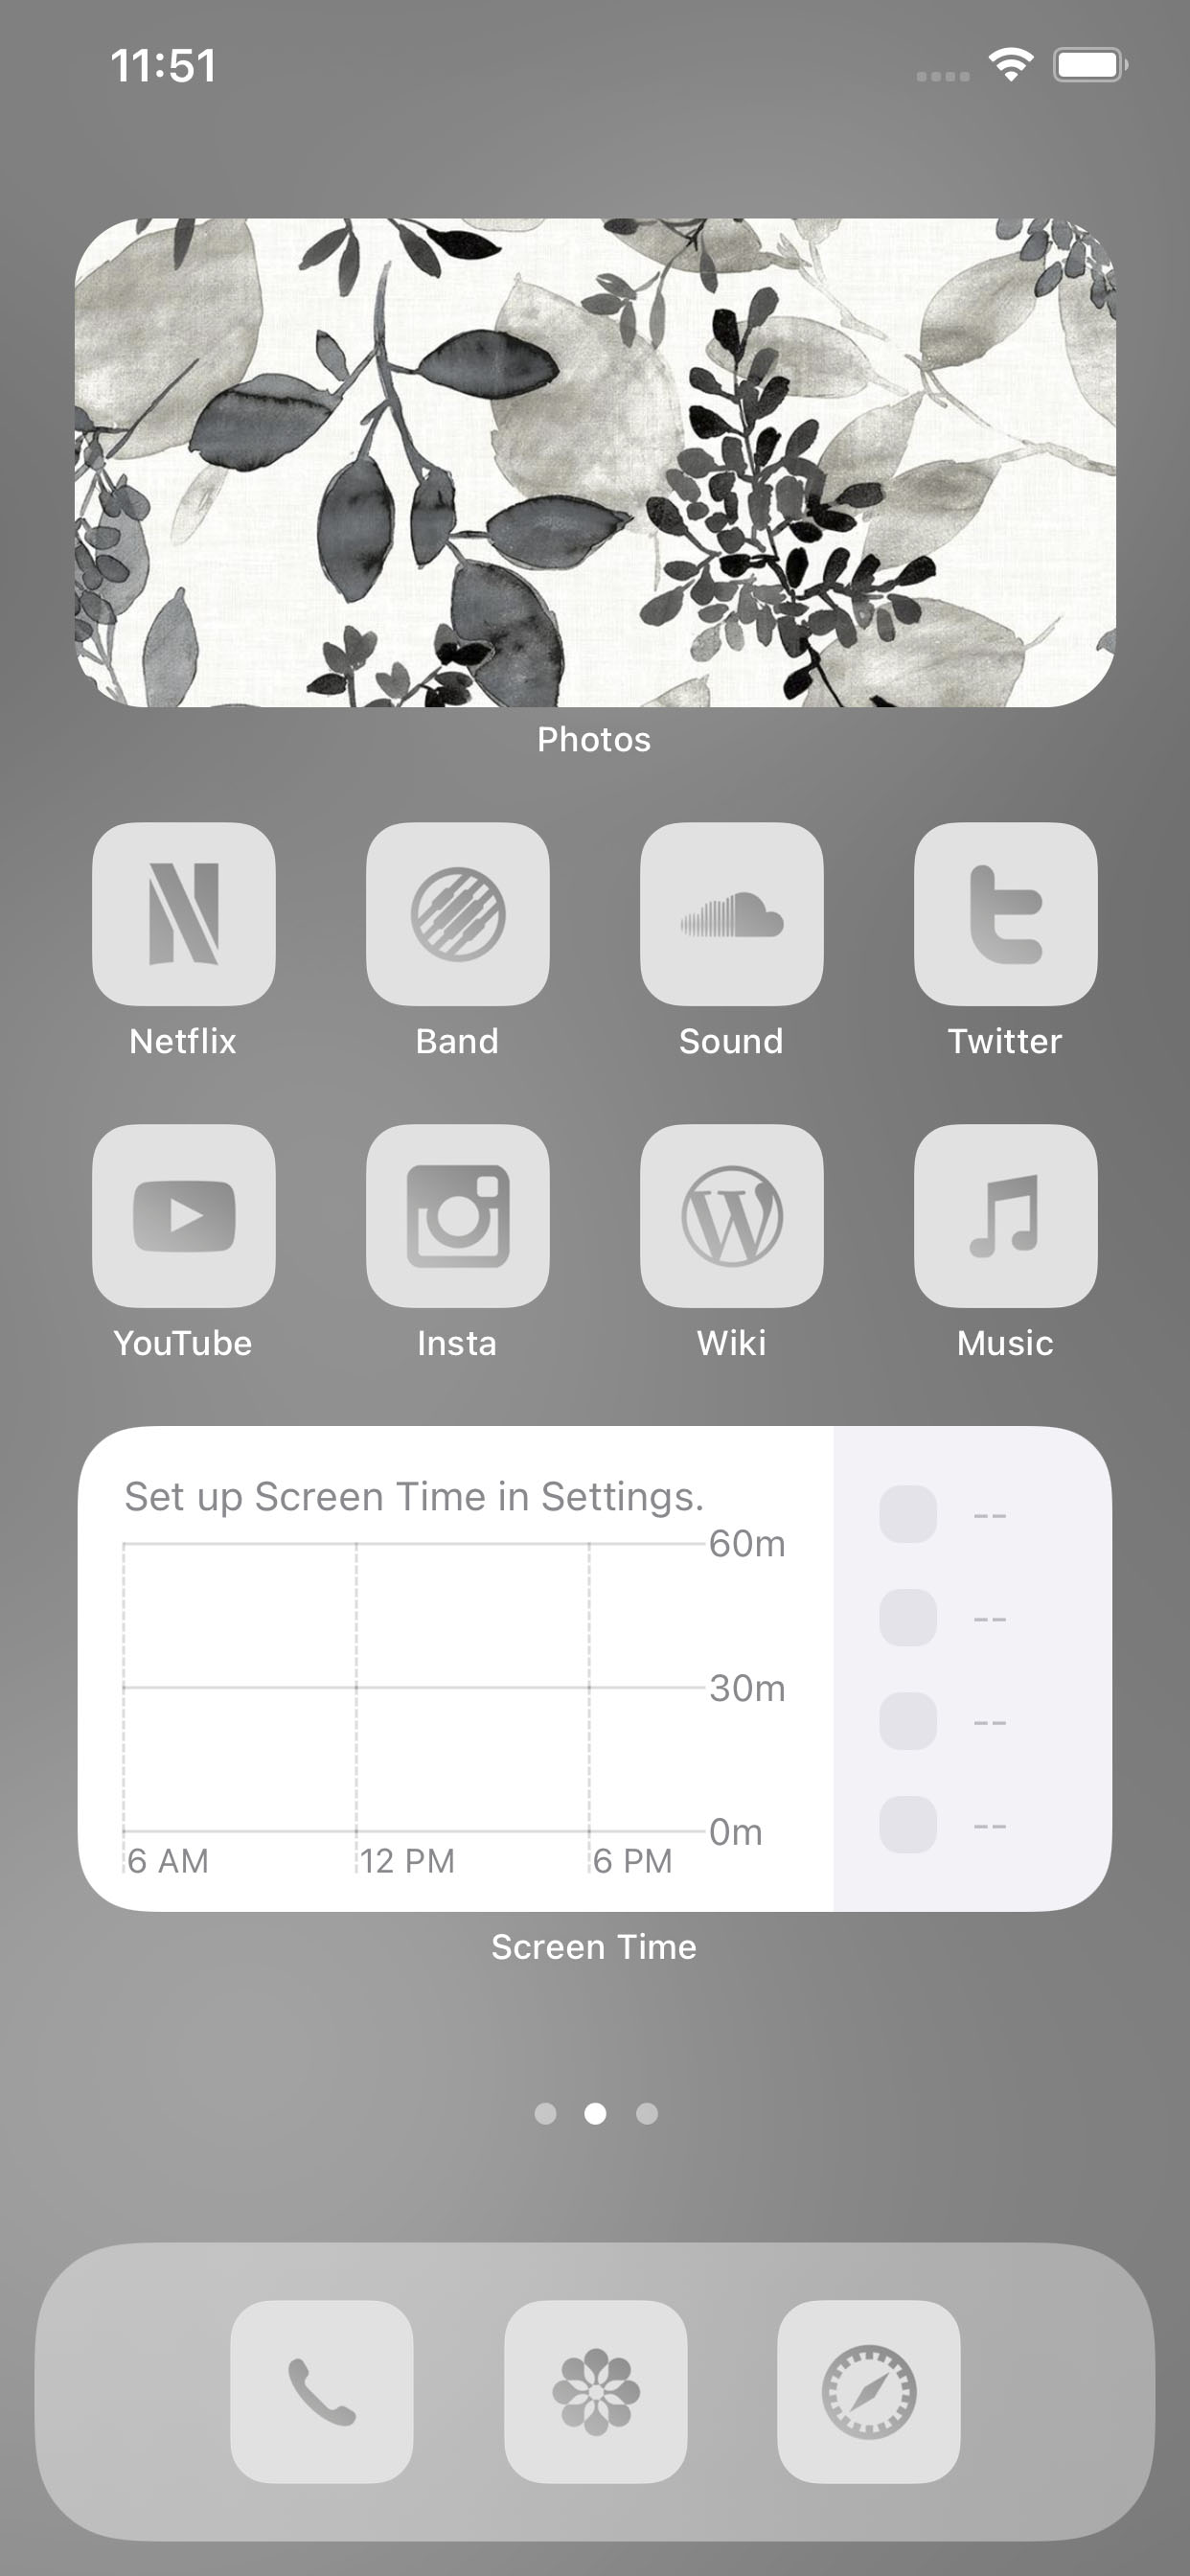 11:51
Photos
Netflix Band Sound Twitter
YouTube Insta Wiki Music
Set up Screen Time in Settings.
60m
--
--
30m
--
0m
--
6 AM 12 PM 6 PM
Screen Time